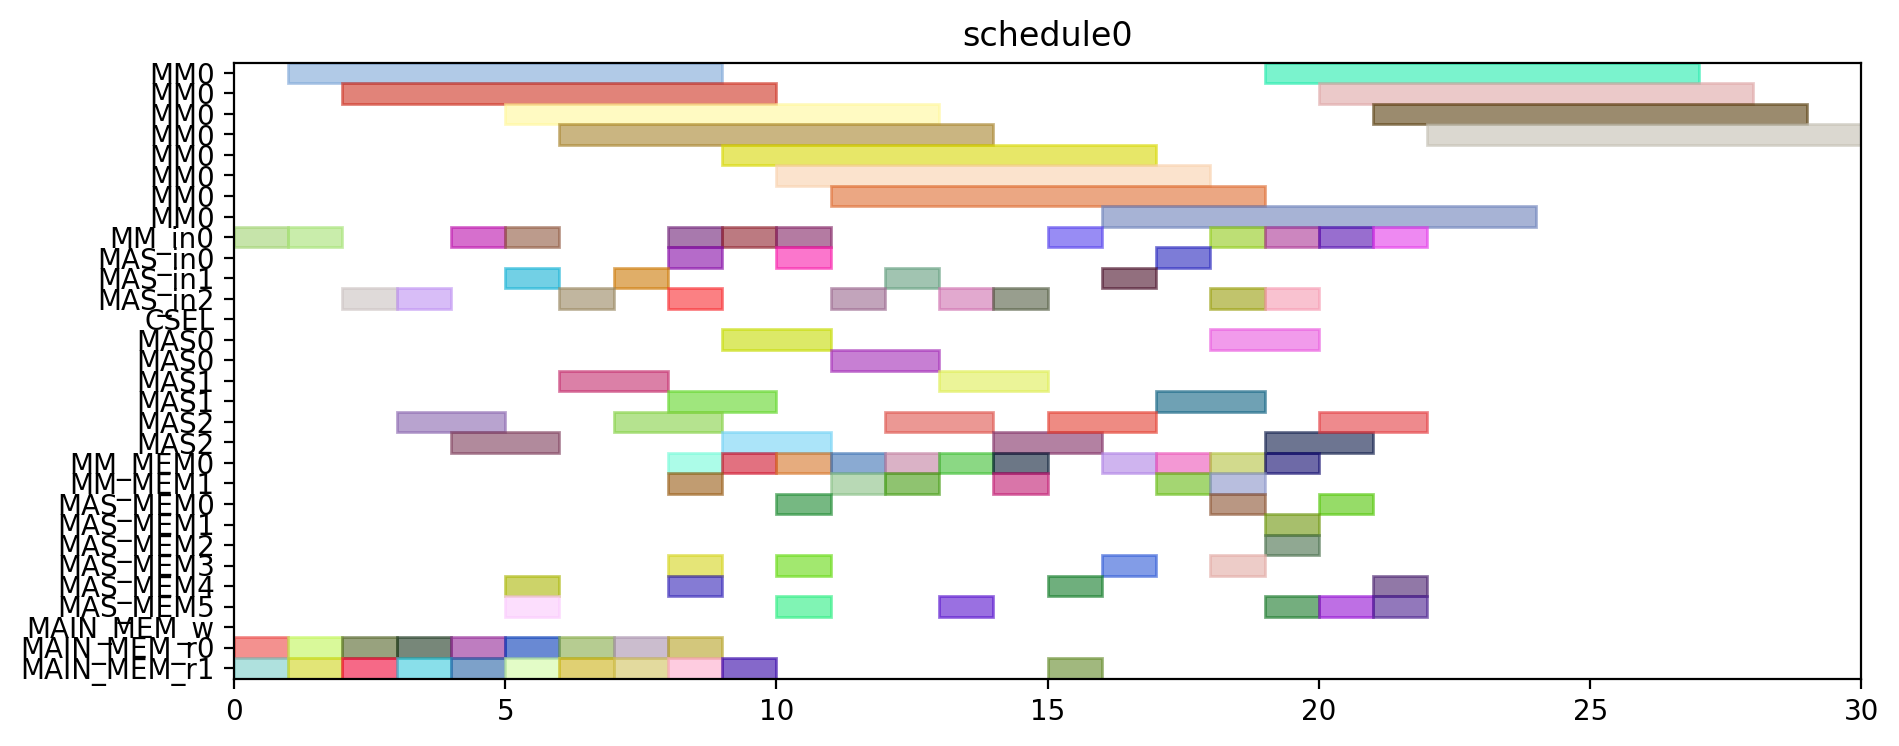 schedule0
MM0
MM0
MM0
MM0
MM0
MM0
MM0
MM0
MM_in0
MAS_in0
MAS_in1
MAS_in2
CSEL
MAS0
MAS0
MAS1
MAS1
MAS2
MAS2
MM_MEM0
MM_MEM1
MAS_MEM0
MAS_MEM1
MAS_MEM2
MAS_MEM3
MAS_MEM4
MAS_MEM5
MAIN_MEM_w
MAIN_MEM_r0
MAIN_MEM_r1
0 5 10 15 20 25 30